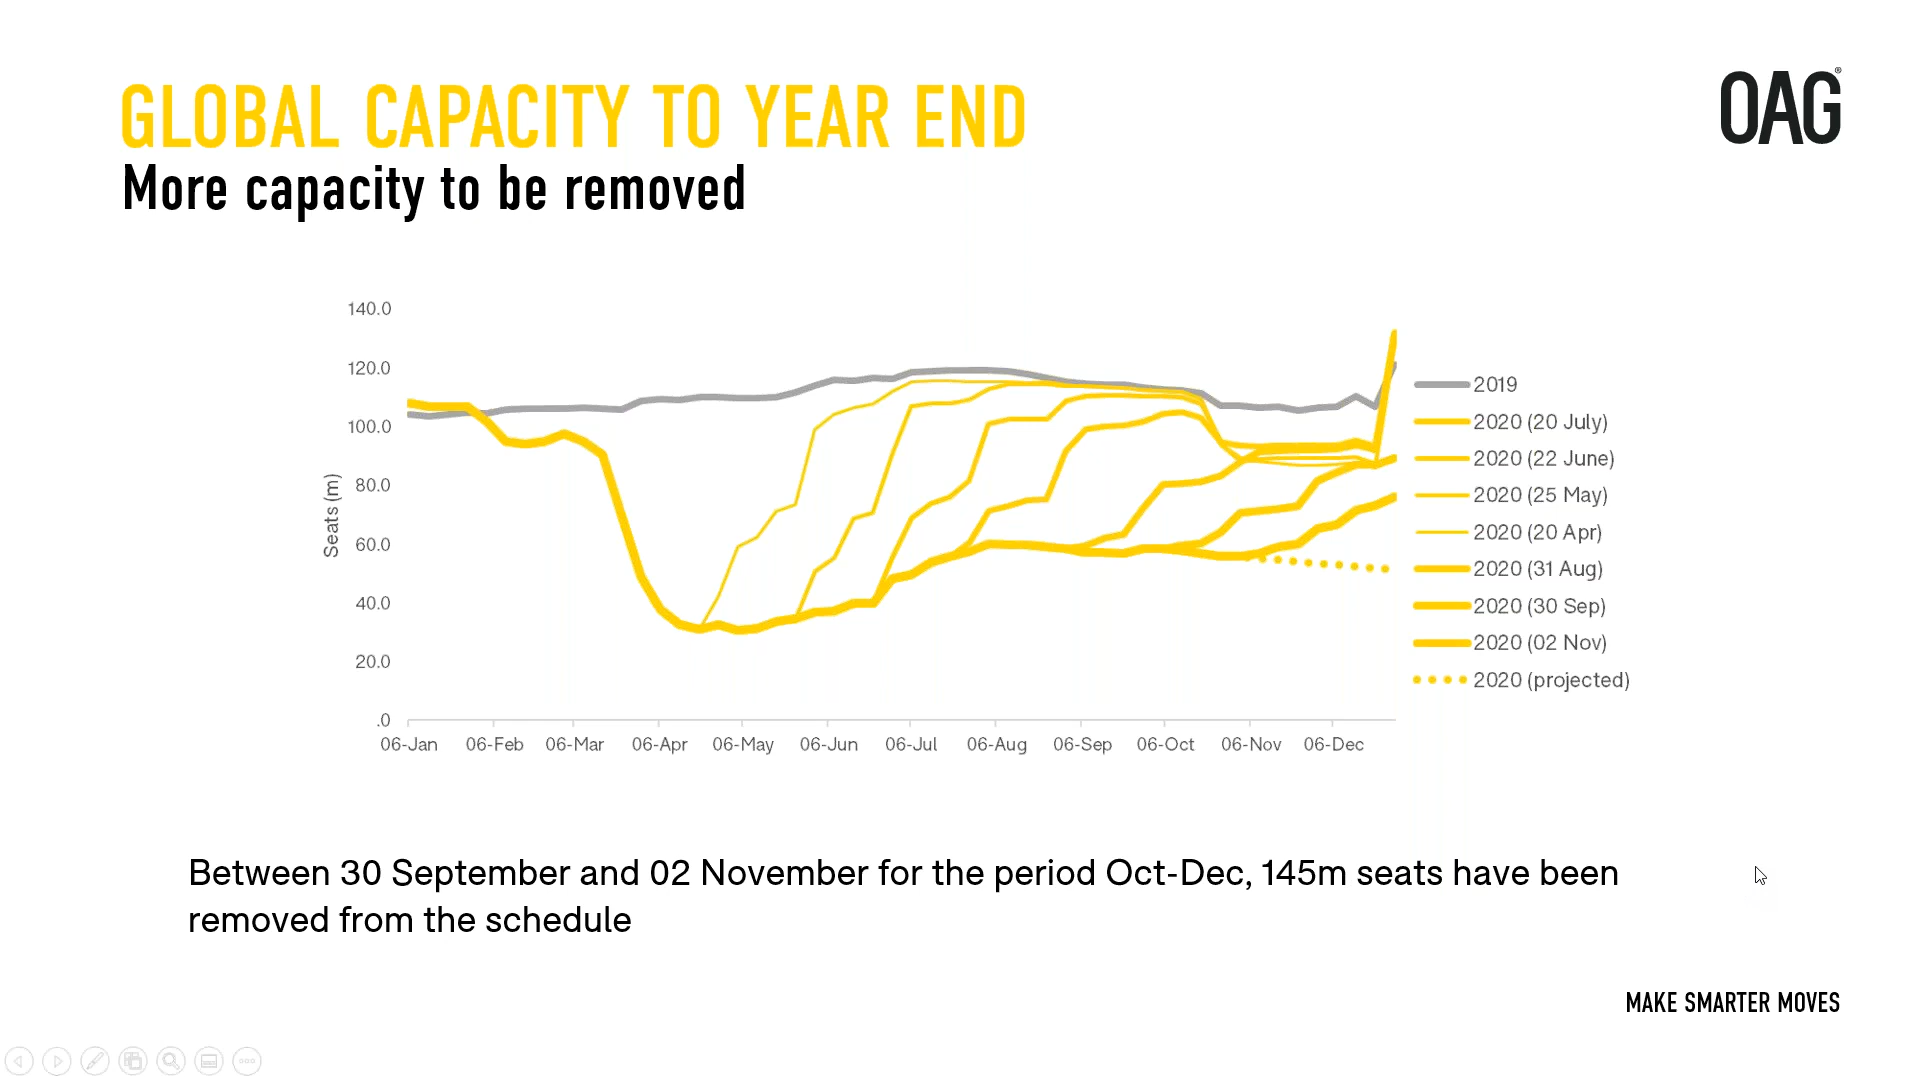 GLOBAL CAPACITY TO YEAR END
OAG®
More capacity to be removed
140.0
120.0
100.0
80.0
60.0
40.0
20.0
.0
Seats (m)
06-Jan
06-Feb
06-Mar
06-Apr
06-May
06-Jun
06-Jul
06-Aug
06-Sep
06-Oct
06-Nov
06-Dec
2019
2020 (20 July)
2020 (22 June)
2020 (25 May)
2020 (20 Apr)
2020 (31 Aug)
2020 (30 Sep)
2020 (02 Nov)
2020 (projected)
Between 30 September and 02 November for the period Oct-Dec, 145m seats have been
removed from the schedule
MAKE SMARTER MOVES